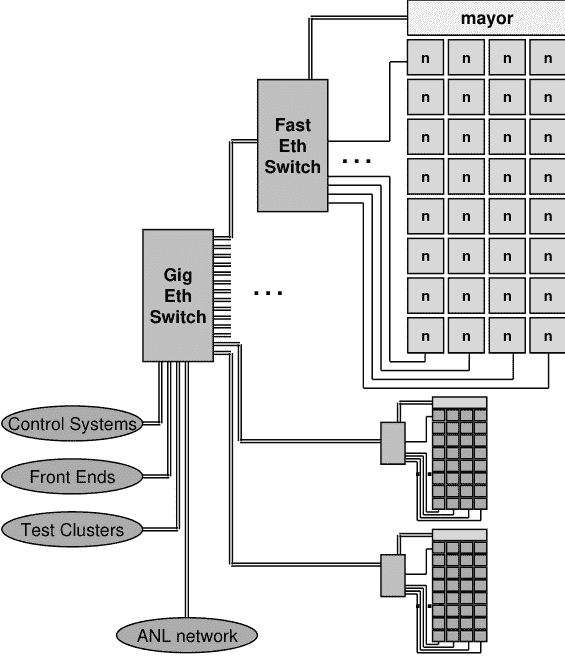 mayor
n n n n
n n n n
n n n n
n n n n
n n n n
n n n n
n n n n
n n n n
Fast
Eth
Switch
. . .
Gig
Eth
Switch
. . .
Control Systems
Front Ends
Test Clusters
ANL network